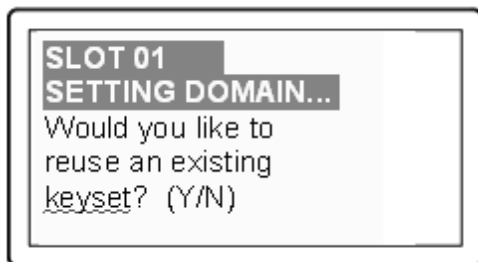 SLOT 01
SETTING DOMAIN...
Would you like to
reuse an existing
keyset? (Y/N)